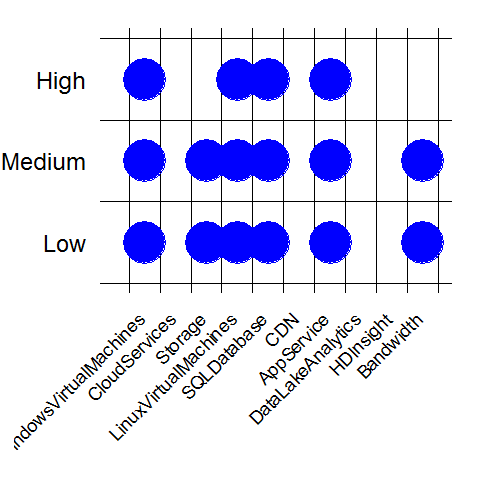 High
Medium
Low
ndowsVirtualMachines
CloudServices
Storage
LinuxVirtualMachines
SQLDatabase
CDN
AppService
DataLakeAnalytics
HDInsight
Bandwidth